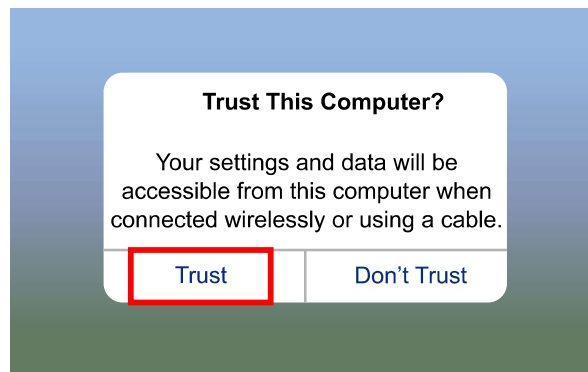 Trust This Computer?
Your settings and data will be
accessible from this computer when
connected wirelessly or using a cable.
Trust
Don’t Trust